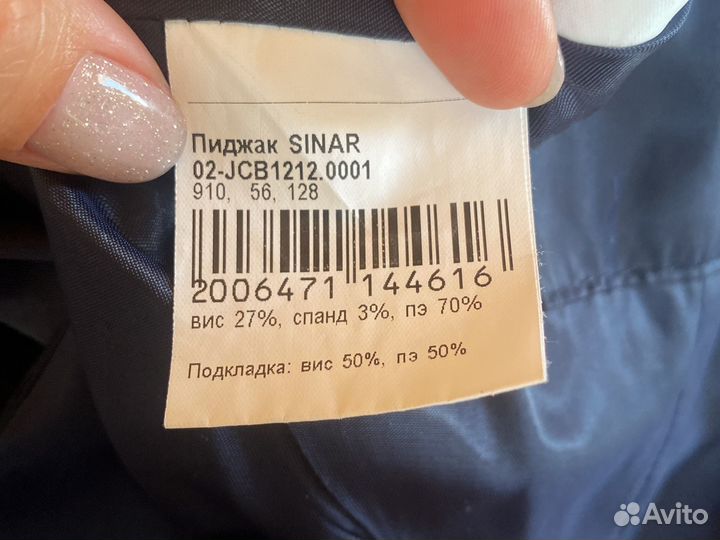 Пиджак SINAR
02-JCB1212.0001
910, 56, 128
2006471 144616
вис 27%, спанд 3%, пэ 70%
Подкладка: вис 50%, пэ 50%
Avito